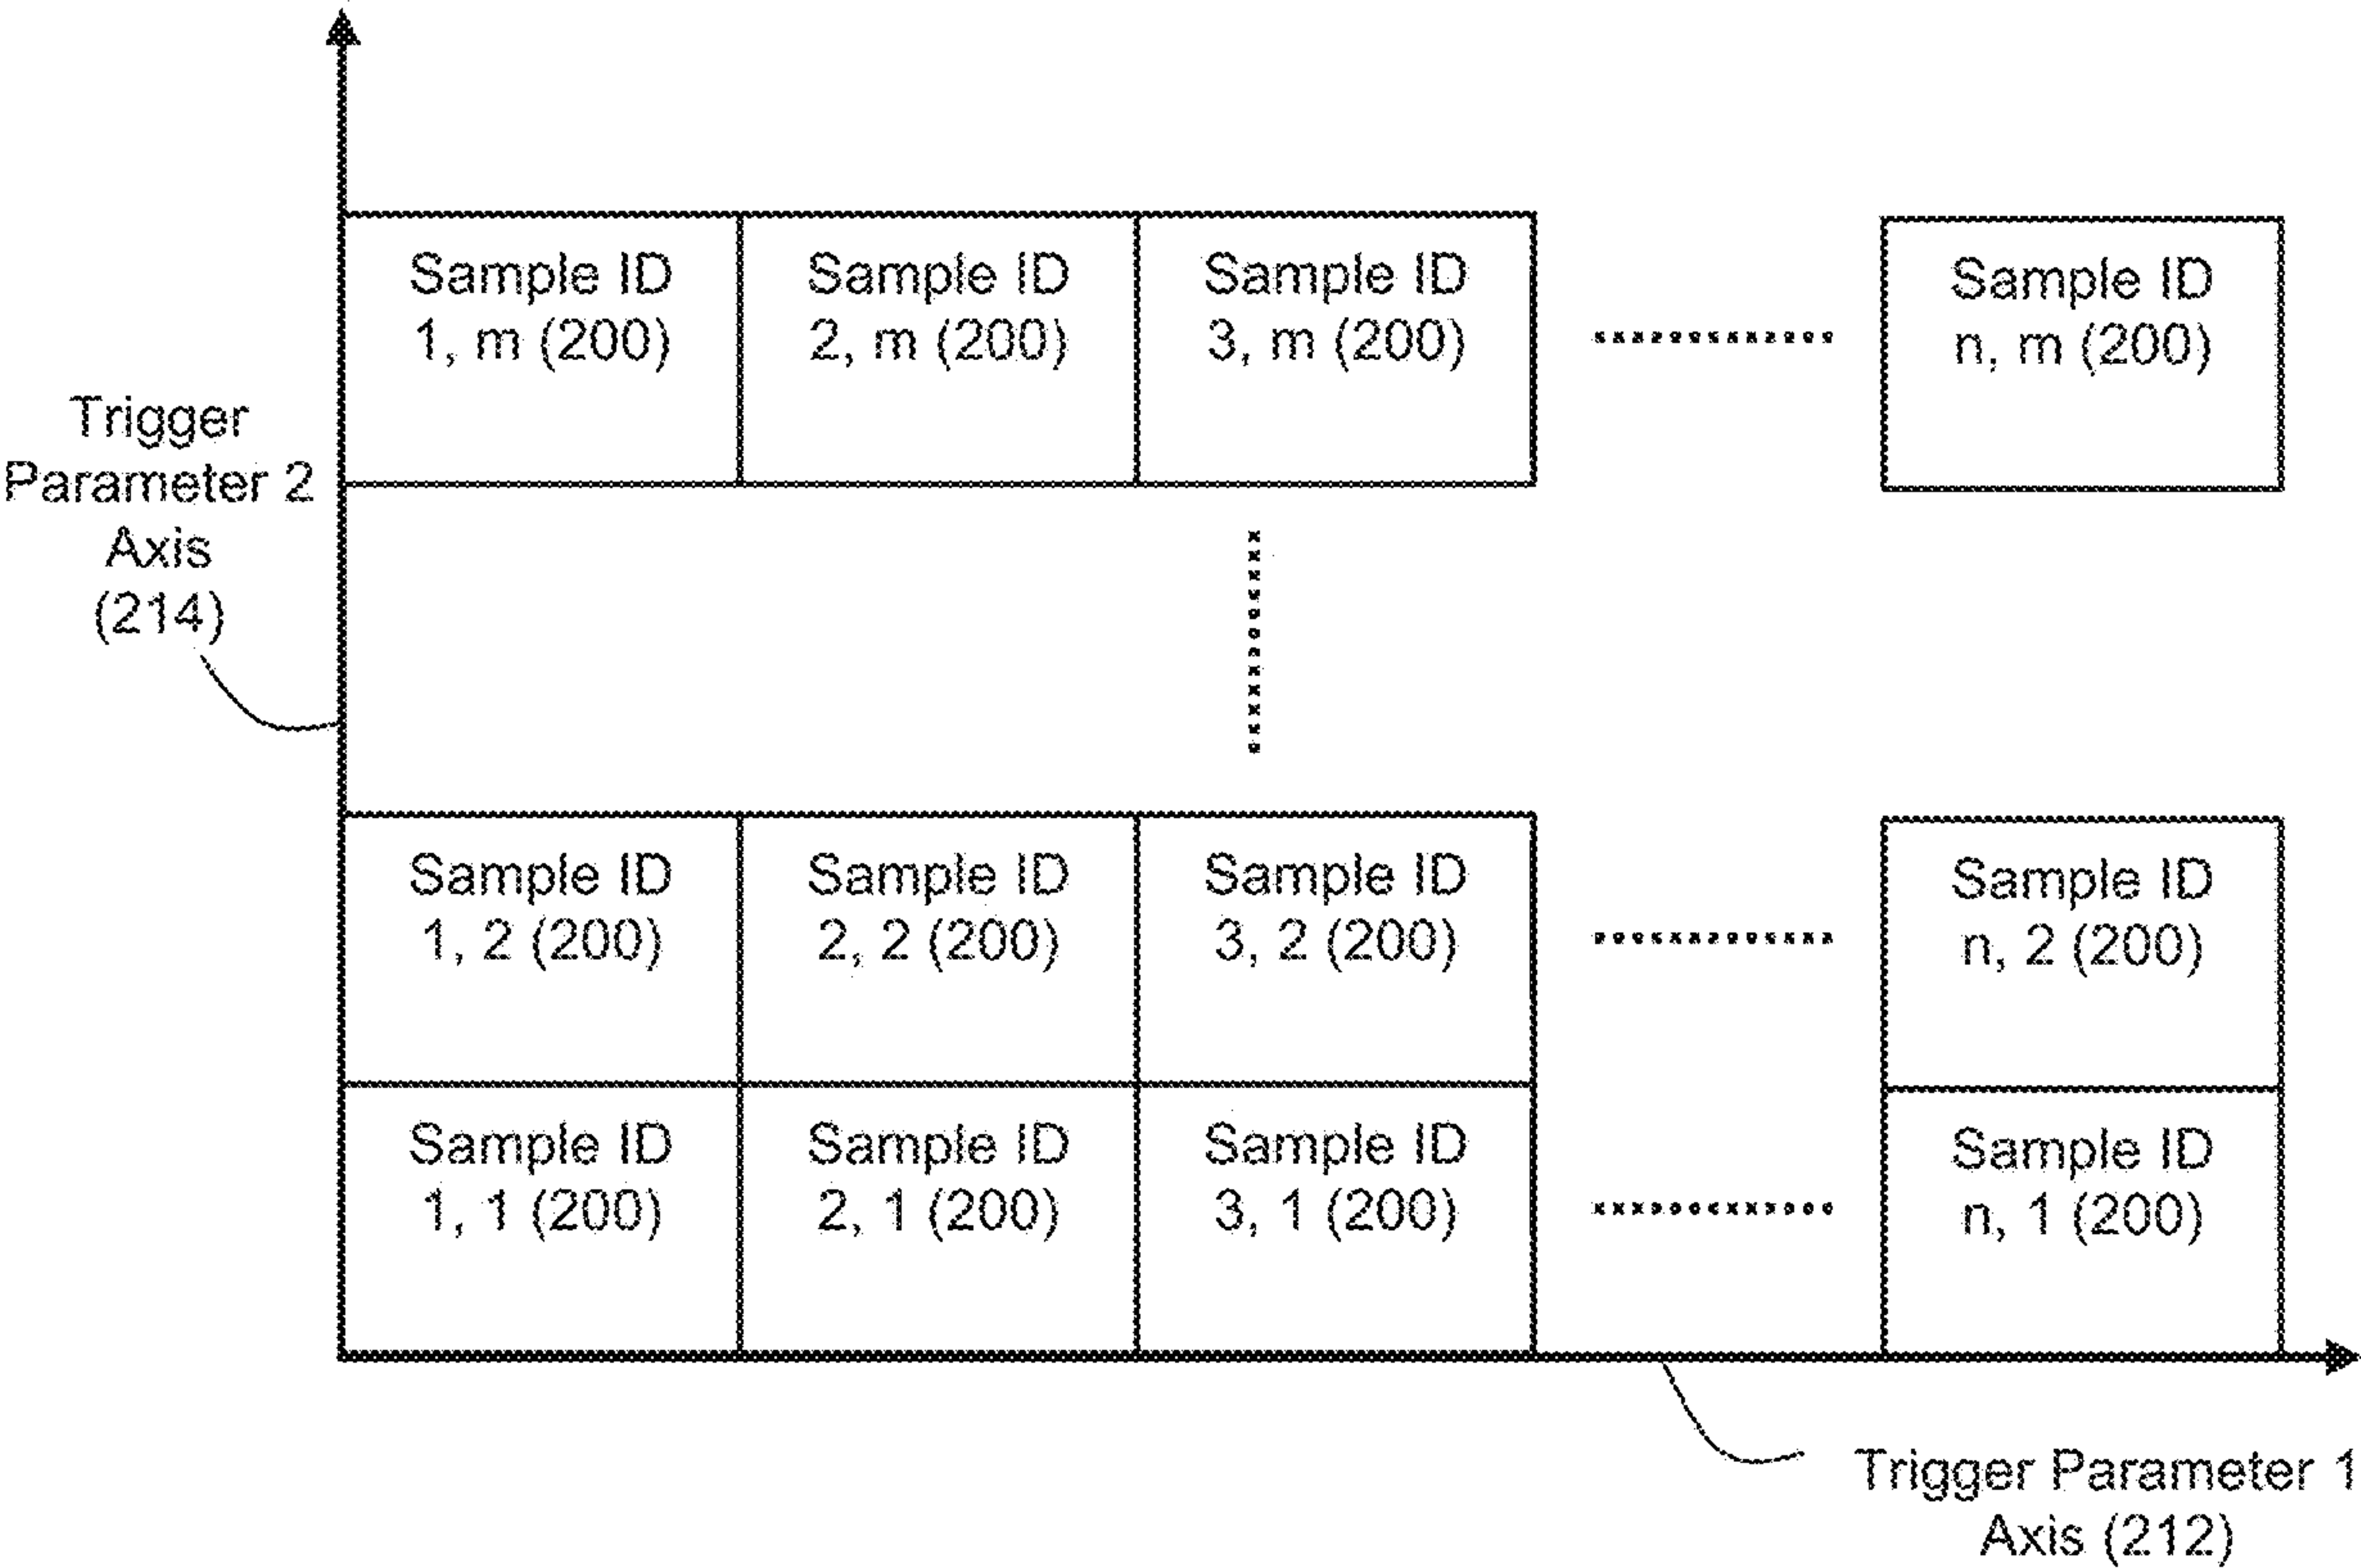 Sample ID
1, m (200)
Sample ID
2, m (200)
Sample ID
3, m (200)
Sample ID
n, m (200)
Trigger
Parameter 2
Axis
(214)
Sample ID
1, 2 (200)
Sample ID
2, 2 (200)
Sample ID
3, 2 (200)
Sample ID
n, 2 (200)
Sample ID
1, 1 (200)
Sample ID
2, 1 (200)
Sample ID
3, 1 (200)
Sample ID
n, 1 (200)
Trigger Parameter 1
Axis (212)